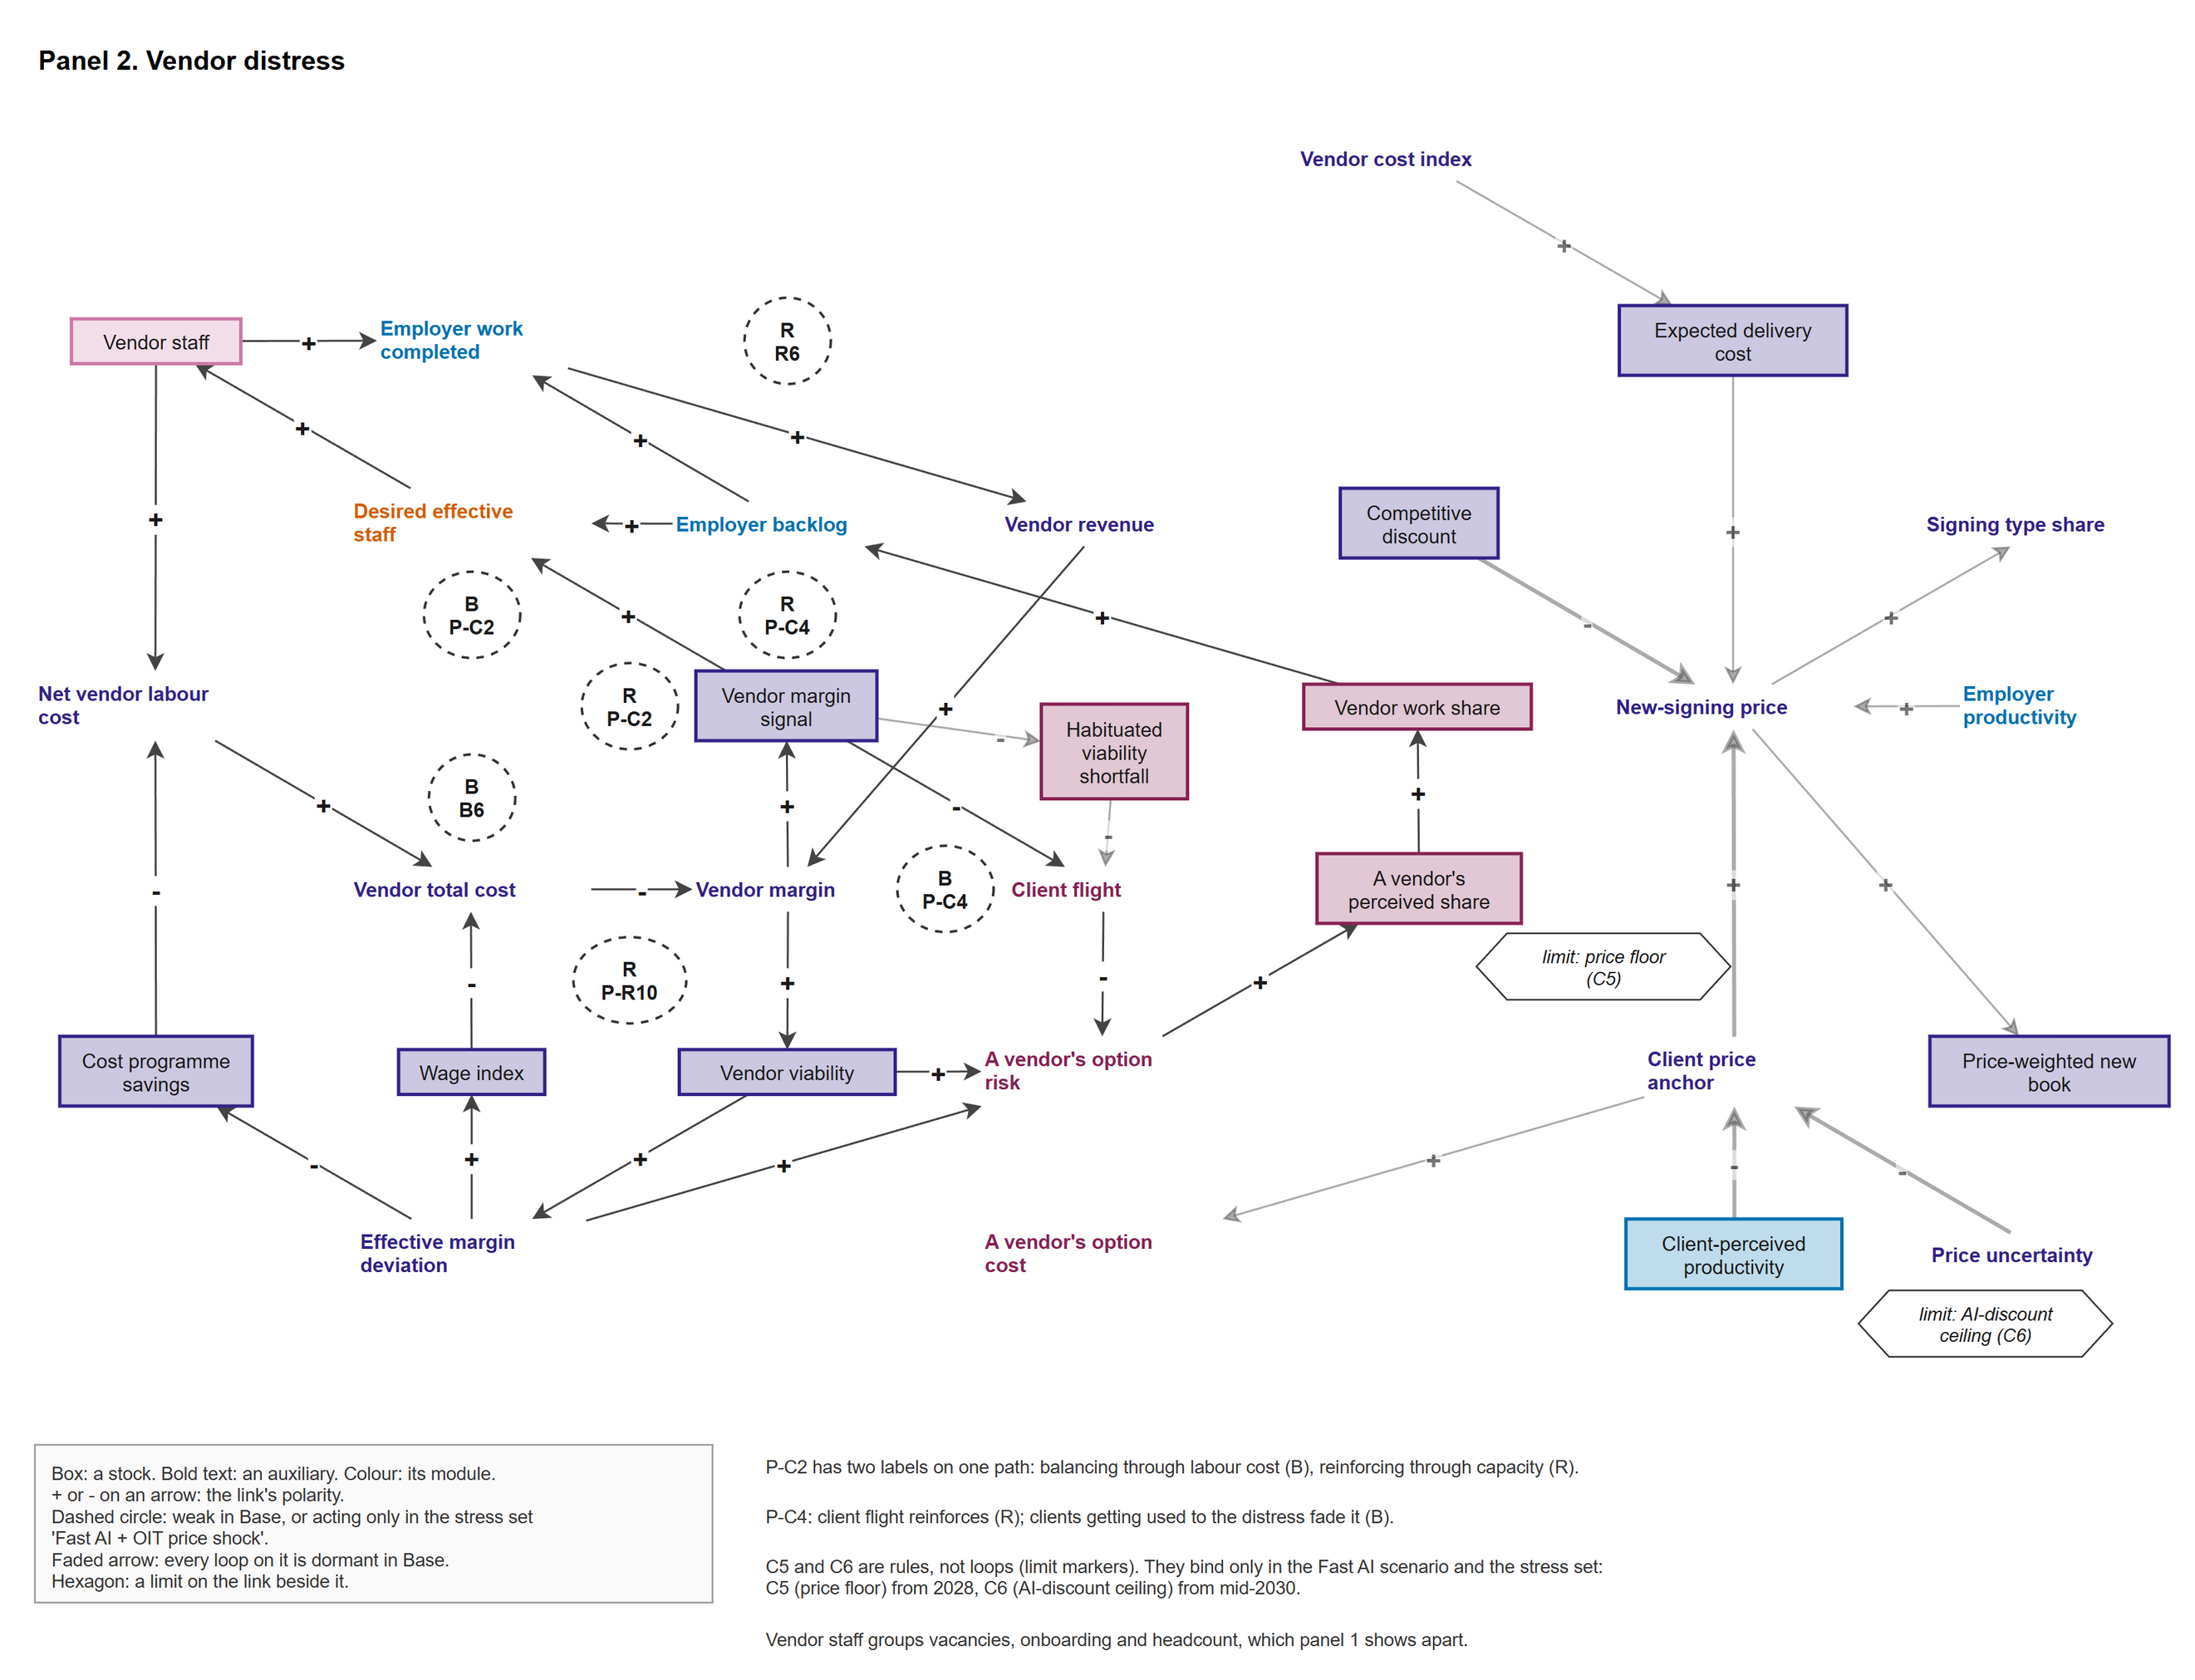 Panel 2. Vendor distress
Vendor cost index
+
Expected delivery
cost
Vendor staff
+
Employer work
completed
R
R6
+
+
+
Desired effective
staff
+
Employer backlog
Vendor revenue
Competitive
discount
+
Signing type share
+
B
P-C2
+
R
P-C4
+
-
+
Net vendor labour
cost
R
P-C2
Vendor margin
signal
+
-
Habituated
viability
shortfall
Vendor work share
New-signing price
+
Employer
productivity
+
B
B6
+
-
-
+
Vendor total cost
-
Vendor margin
B
P-C4
Client flight
A vendor's
perceived share
+
+
-
-
R
P-R10
+
-
+
limit: price floor
(C5)
Cost programme
savings
Wage index
Vendor viability
+
A vendor's option
risk
Client price
anchor
Price-weighted new
book
-
+
+
+
+
-
-
Effective margin
deviation
A vendor's option
cost
Client-perceived
productivity
Price uncertainty
limit: AI-discount
ceiling (C6)
Box: a stock. Bold text: an auxiliary. Colour: its module.
+ or - on an arrow: the link's polarity.
Dashed circle: weak in Base, or acting only in the stress set
'Fast AI + OIT price shock'.
Faded arrow: every loop on it is dormant in Base.
Hexagon: a limit on the link beside it.
P-C2 has two labels on one path: balancing through labour cost (B), reinforcing through capacity (R).
P-C4: client flight reinforces (R); clients getting used to the distress fade it (B).
C5 and C6 are rules, not loops (limit markers). They bind only in the Fast AI scenario and the stress set:
C5 (price floor) from 2028, C6 (AI-discount ceiling) from mid-2030.
Vendor staff groups vacancies, onboarding and headcount, which panel 1 shows apart.